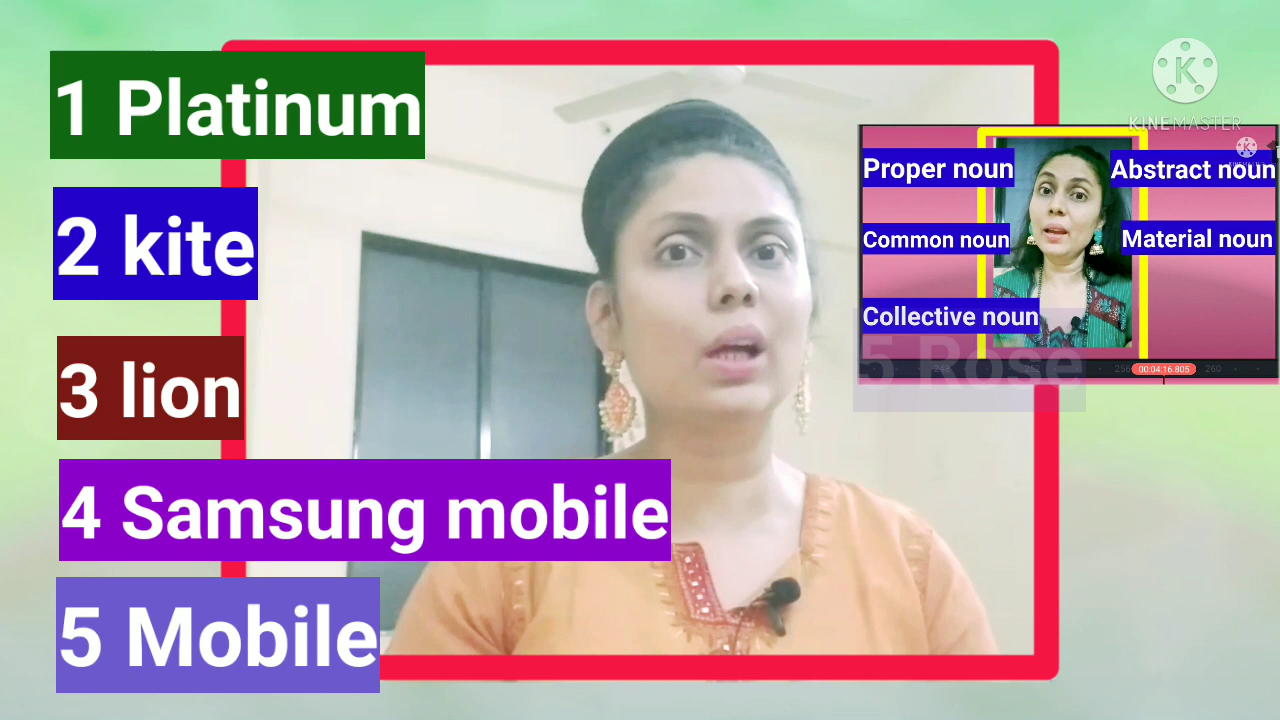 1 Platinum
2 kite
3 lion
4 Samsung mobile
5 Mobile
K
KINEMASTER
Proper noun
Abstract noun
Common noun
Material noun
Collective noun
5 Rose
00:04:16.805
260